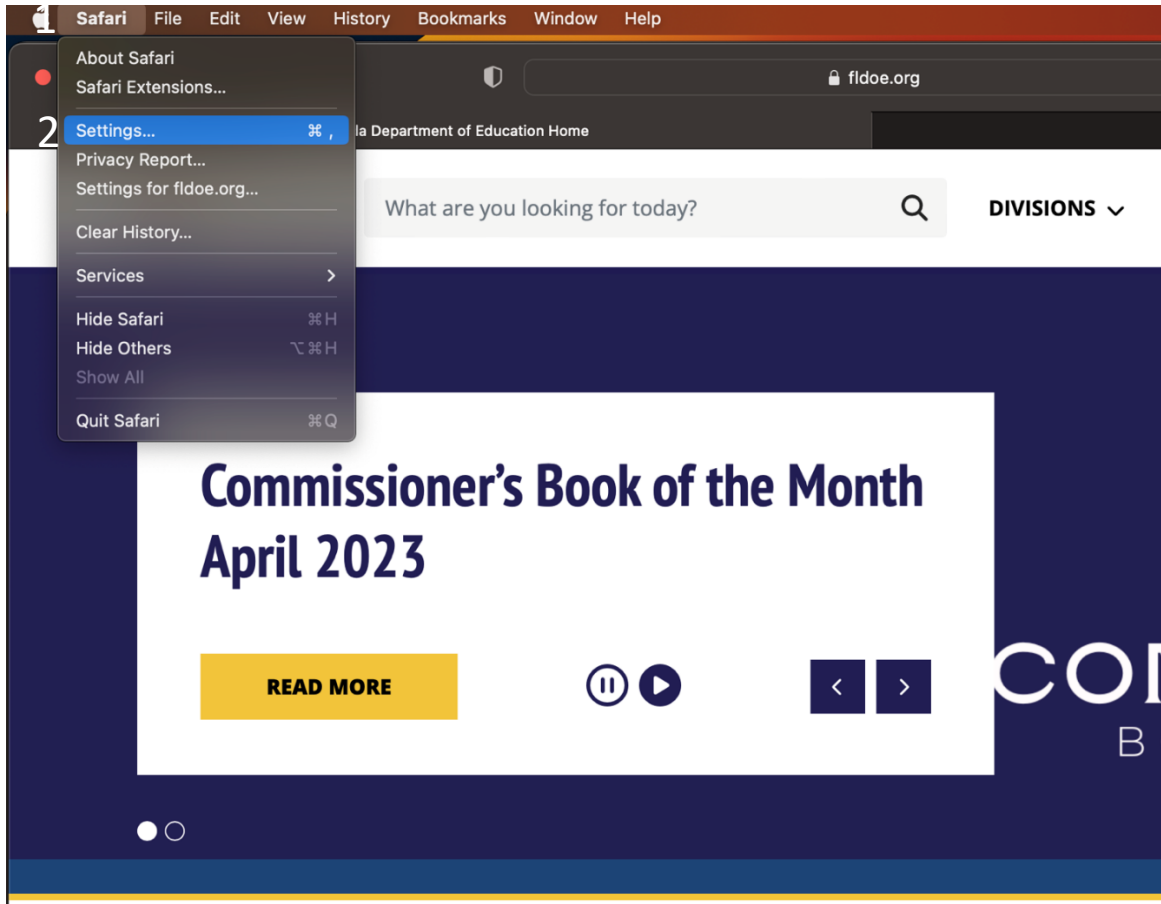 1 Safari File Edit View History Bookmarks Window Help
About Safari
Safari Extensions...
fldoe.org
2 Settings... ⌘ ,
la Department of Education Home
Privacy Report...
Settings for fldoe.org...
What are you looking for today?
DIVISIONS
Clear History...
Services
Hide Safari ⌘H
Hide Others ⌥⌘H
Show All
Quit Safari ⌘Q
Commissioner's Book of the Month
April 2023
READ MORE
CO
B